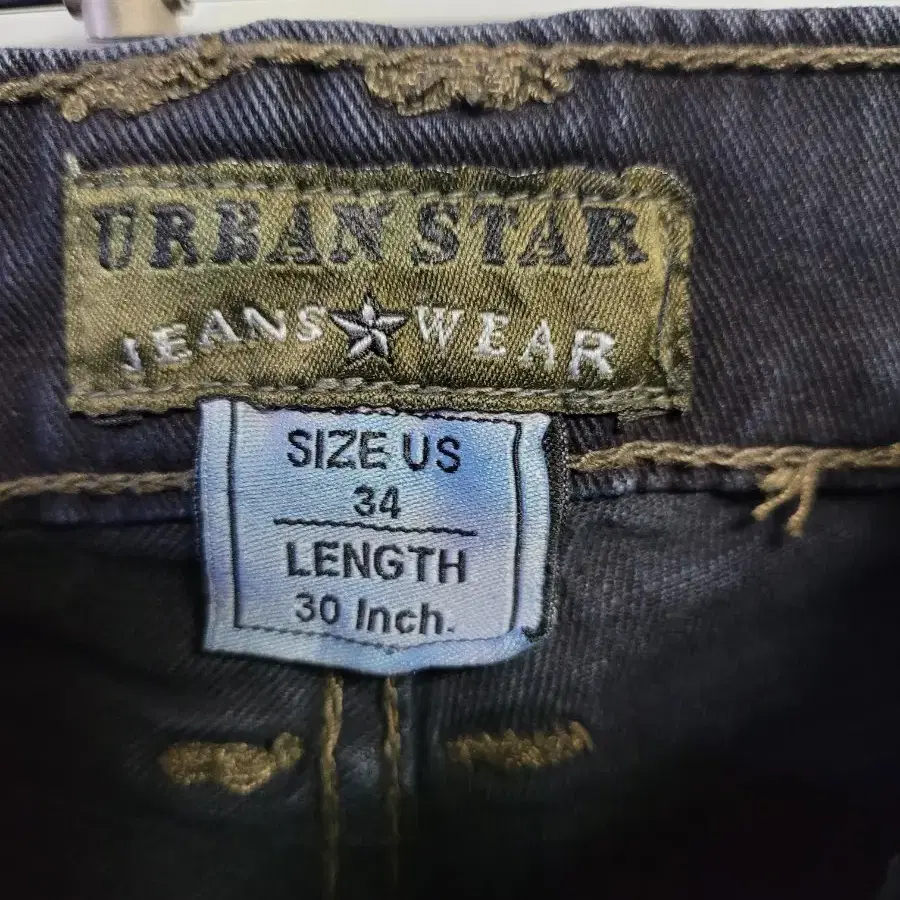 URBAN STAR
JEANS WEAR
SIZE US
34
LENGTH
30 Inch.